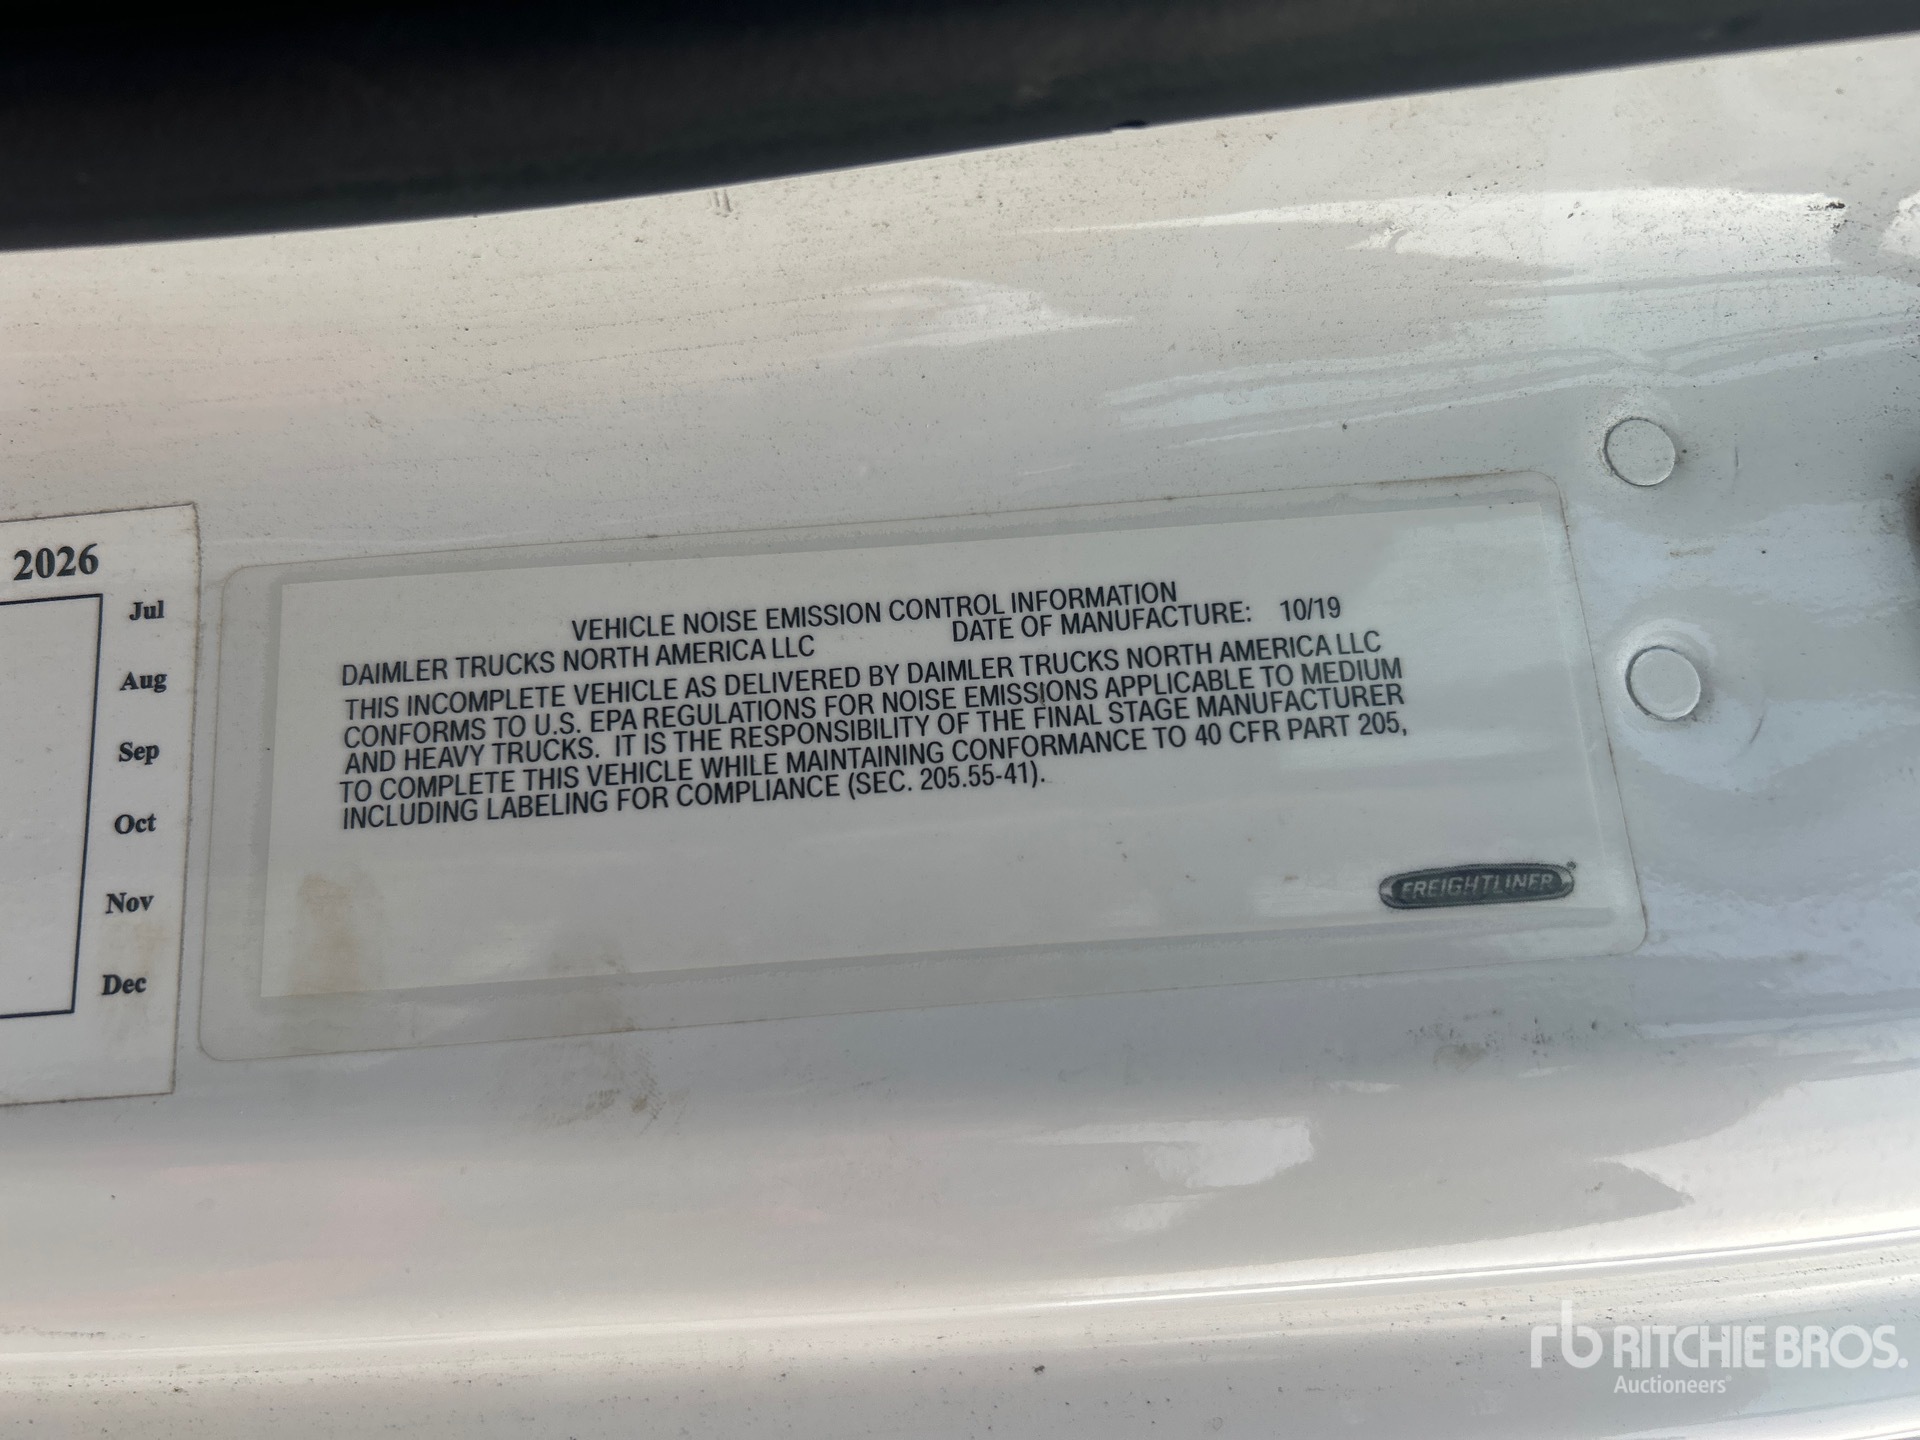 2026
Jul
Aug
Sep
Oct
Nov
Dec
VEHICLE NOISE EMISSION CONTROL INFORMATION
DAIMLER TRUCKS NORTH AMERICA LLC DATE OF MANUFACTURE: 10/19
THIS INCOMPLETE VEHICLE AS DELIVERED BY DAIMLER TRUCKS NORTH AMERICA LLC
CONFORMS TO U.S. EPA REGULATIONS FOR NOISE EMISSIONS APPLICABLE TO MEDIUM
AND HEAVY TRUCKS. IT IS THE RESPONSIBILITY OF THE FINAL STAGE MANUFACTURER
TO COMPLETE THIS VEHICLE WHILE MAINTAINING CONFORMANCE TO 40 CFR PART 205,
INCLUDING LABELING FOR COMPLIANCE (SEC. 205.55-41).
FREIGHTLINER®
rb RITCHIE BROS.
Auctioneers®